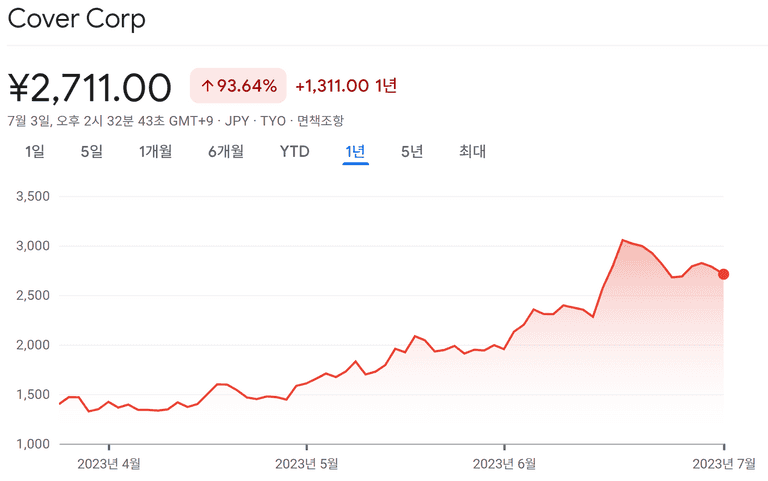 Cover Corp
¥2,711.00 ↑93.64% +1,311.00 1년
7월 3일, 오후 2시 32분 43초 GMT+9 · JPY · TYO · 면책조항
1일 5일 1개월 6개월 YTD 1년 5년 최대
3,500
3,000
2,500
2,000
1,500
1,000
2023년 4월 2023년 5월 2023년 6월 2023년 7월